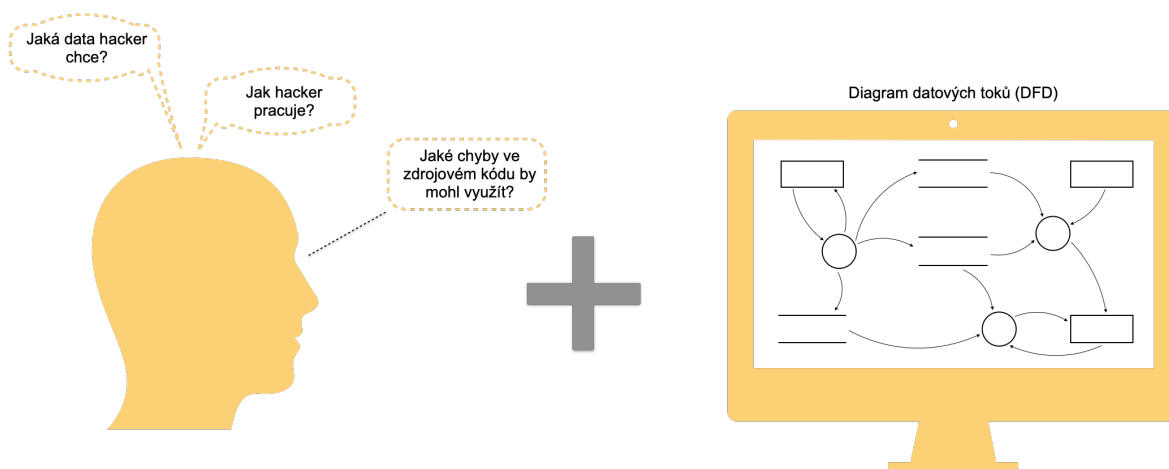 Jaká data hacker
chce?
Jak hacker
pracuje?
Jaké chyby ve
zdrojovém kódu by
mohl využít?
Diagram datových toků (DFD)